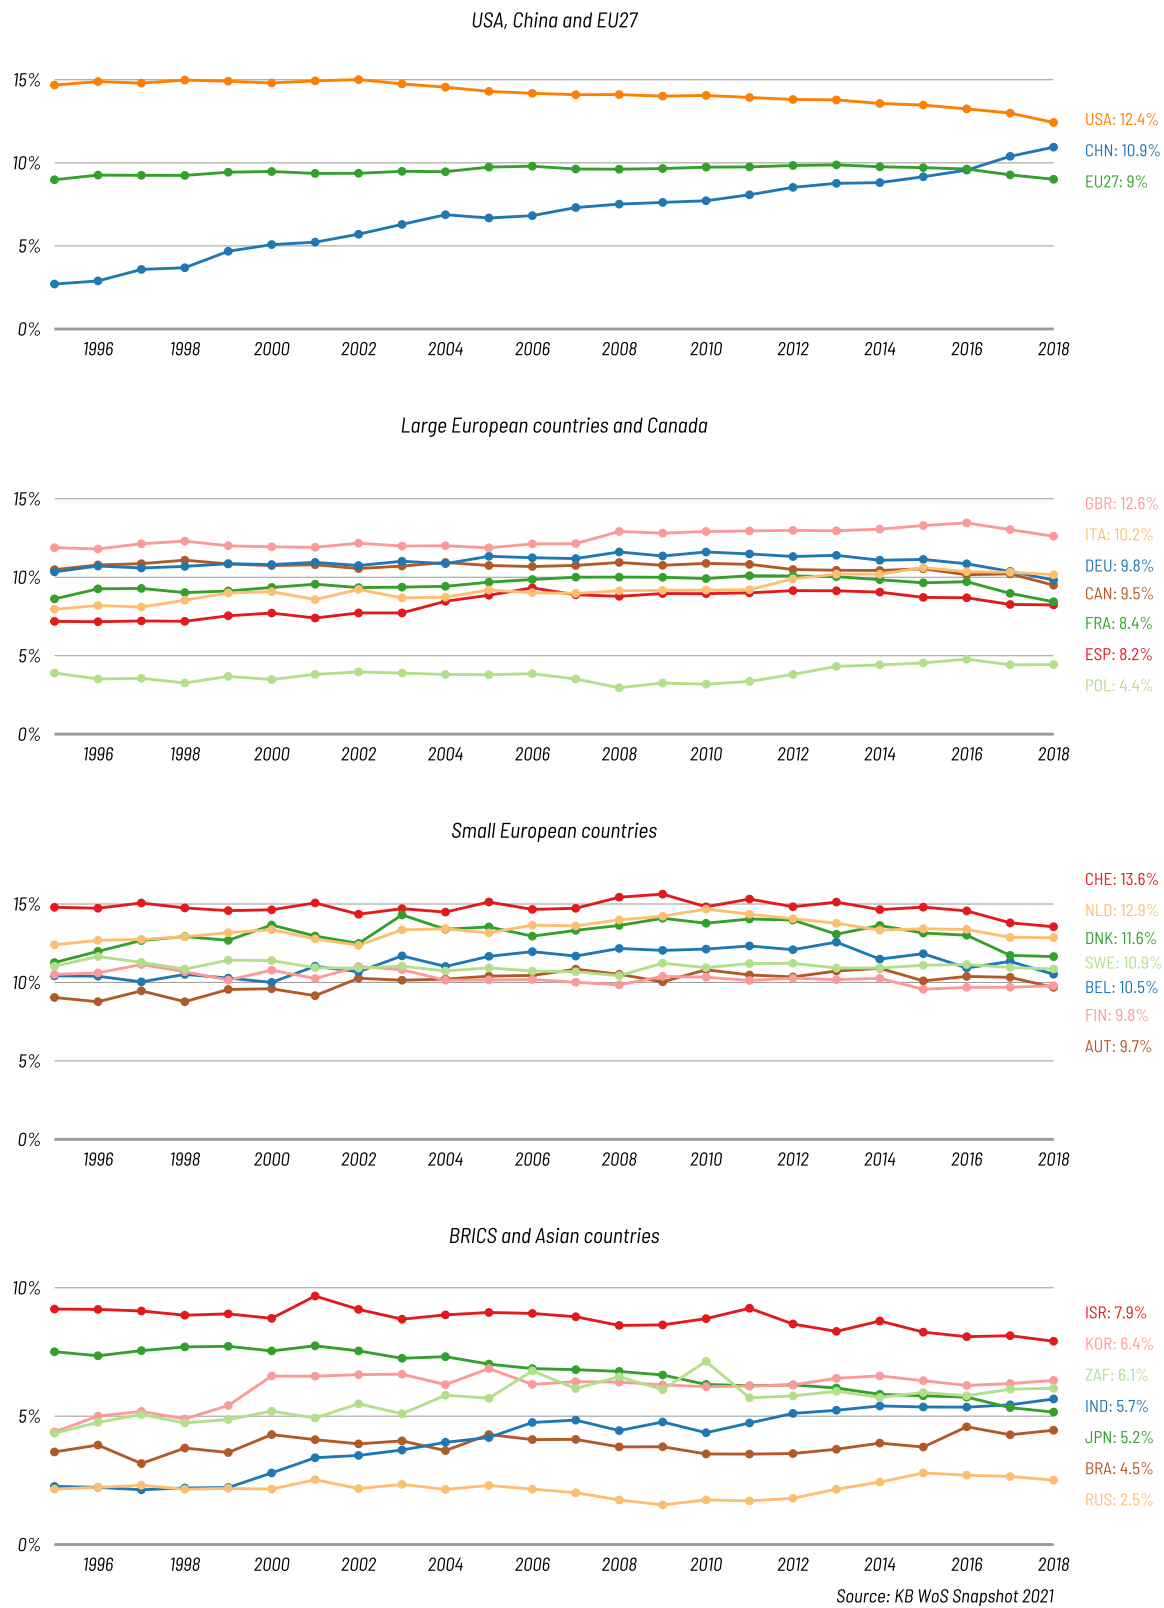 USA, China and EU27
15%
10%
5%
0%
USA: 12.4%
CHN: 10.9%
EU27: 9%
1996 1998 2000 2002 2004 2006 2008 2010 2012 2014 2016 2018
Large European countries and Canada
15%
10%
5%
0%
GBR: 12.6%
ITA: 10.2%
DEU: 9.8%
CAN: 9.5%
FRA: 8.4%
ESP: 8.2%
POL: 4.4%
1996 1998 2000 2002 2004 2006 2008 2010 2012 2014 2016 2018
Small European countries
15%
10%
5%
0%
CHE: 13.6%
NLD: 12.9%
DNK: 11.6%
SWE: 10.9%
BEL: 10.5%
FIN: 9.8%
AUT: 9.7%
1996 1998 2000 2002 2004 2006 2008 2010 2012 2014 2016 2018
BRICS and Asian countries
10%
5%
0%
ISR: 7.9%
KOR: 6.4%
ZAF: 6.1%
IND: 5.7%
JPN: 5.2%
BRA: 4.5%
RUS: 2.5%
1996 1998 2000 2002 2004 2006 2008 2010 2012 2014 2016 2018
Source: KB WoS Snapshot 2021